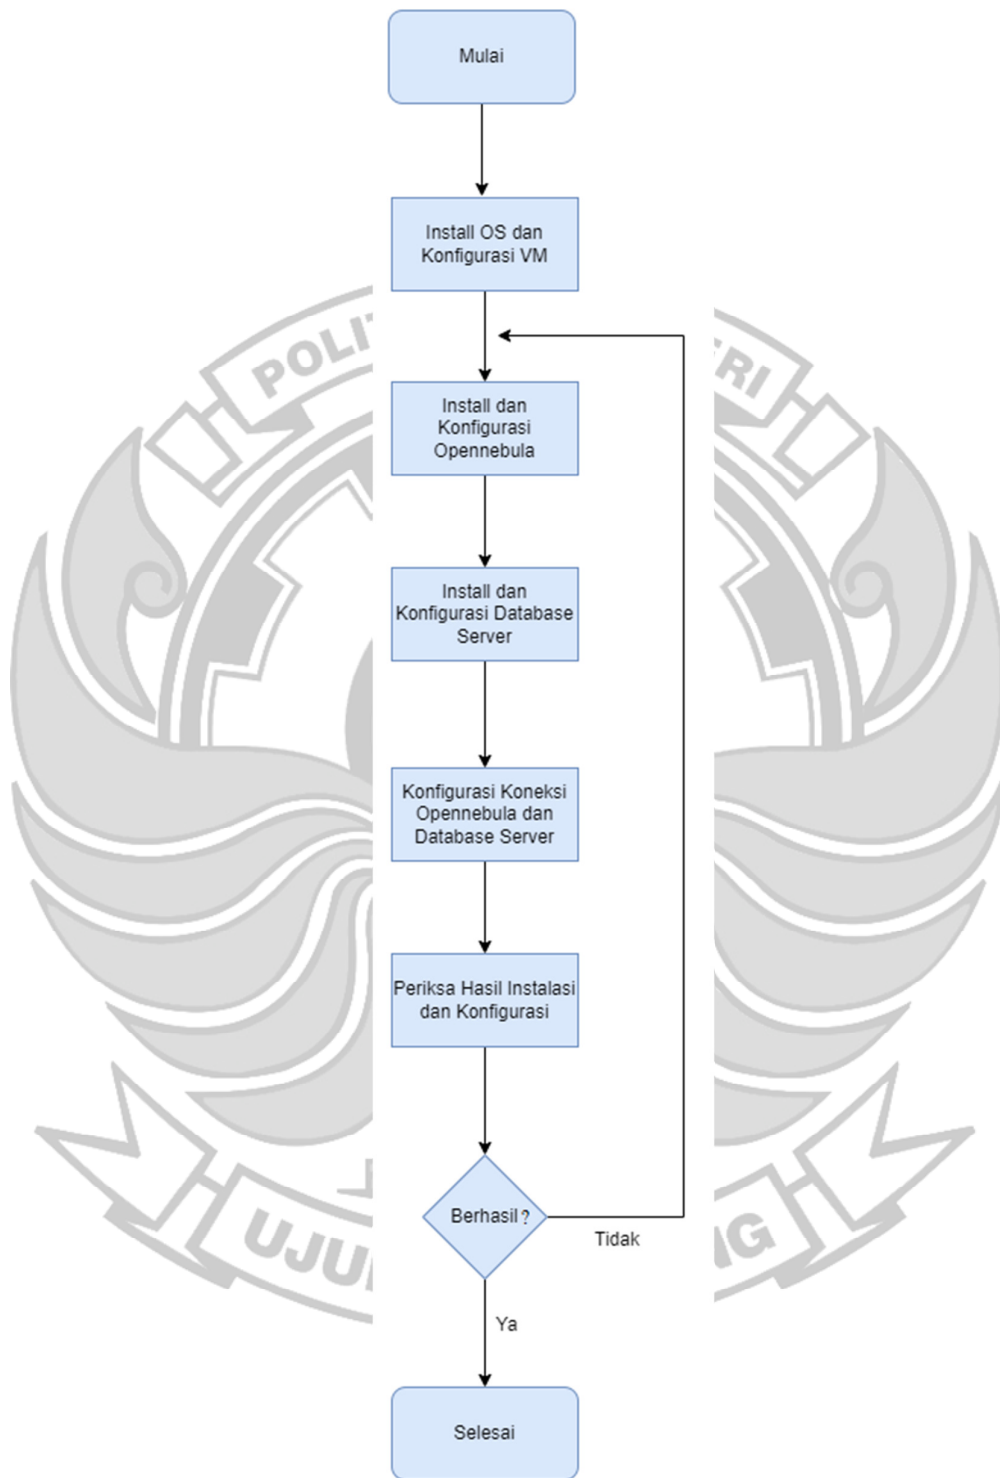 Mulai
Install OS dan
Konfigurasi VM
Install dan
Konfigurasi
Opennebula
Install dan
Konfigurasi Database
Server
Konfigurasi Koneksi
Opennebula dan
Database Server
Periksa Hasil Instalasi
dan Konfigurasi
Berhasil?
Tidak
Ya
Selesai